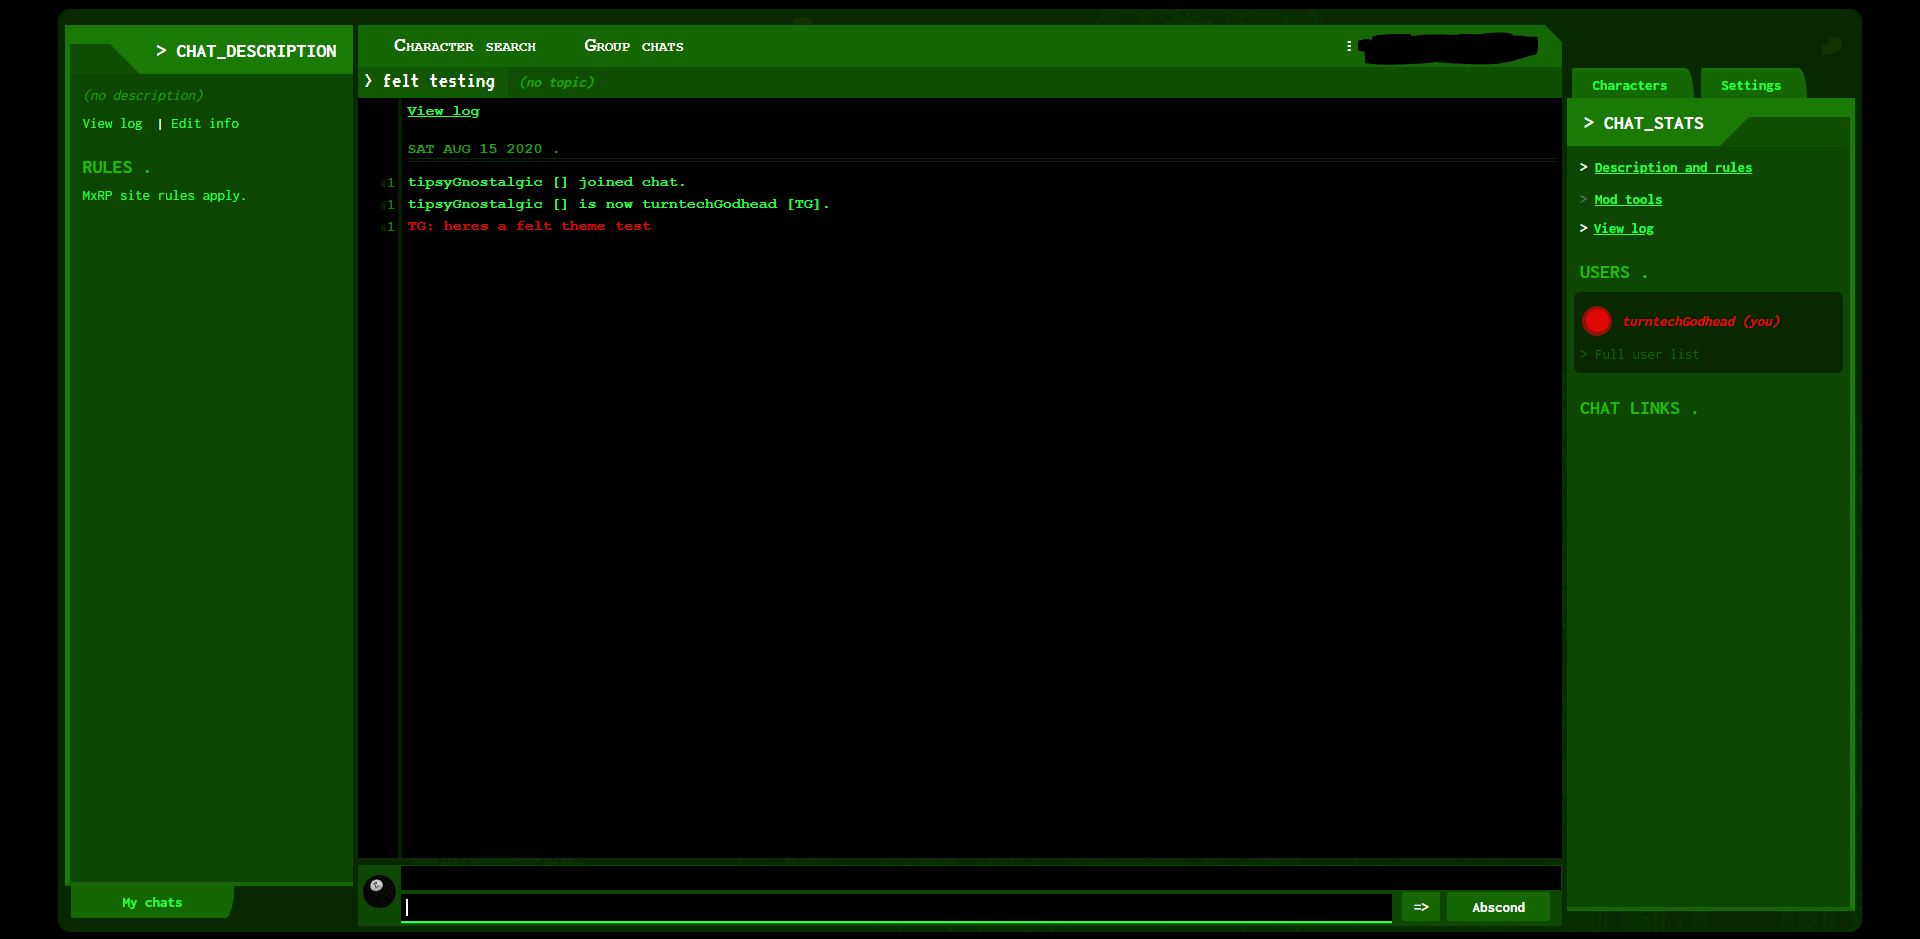 > CHAT_DESCRIPTION
(no description)
View log | Edit info
RULES .
MxRP site rules apply.
My chats
Character search Group chats
> felt testing (no topic)
View log
SAT AUG 15 2020 .
1 tipsyGnostalgic [] joined chat.
1 tipsyGnostalgic [] is now turntechGodhead [TG].
1 TG: heres a felt theme test
=> Abscond
Characters Settings
> CHAT_STATS
> Description and rules
> Mod tools
> View log
USERS .
turntechGodhead (you)
> Full user list
CHAT LINKS .